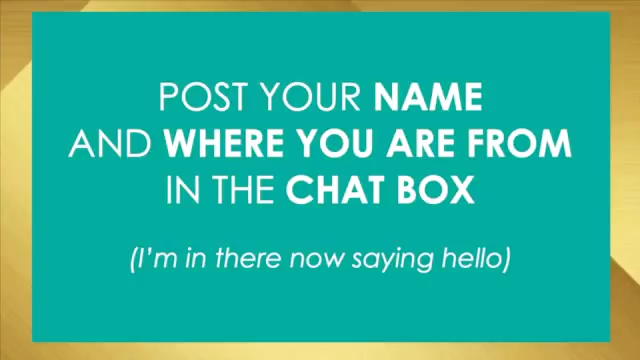 POST YOUR NAME
AND WHERE YOU ARE FROM
IN THE CHAT BOX
(I'm in there now saying hello)